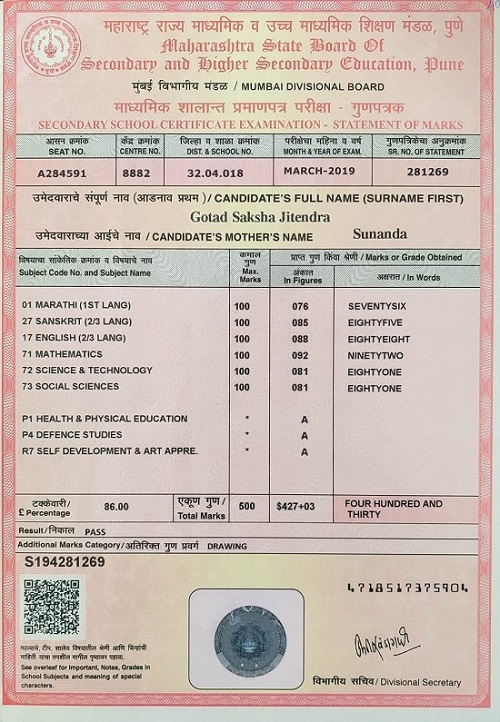 महाराष्ट्र राज्य माध्यमिक व उच्च माध्यमिक शिक्षण मंडळ, पुणे
Maharashtra State Board Of
Secondary and Higher Secondary Education, Pune
मुंबई विभागीय मंडळ / MUMBAI DIVISIONAL BOARD
माध्यमिक शालान्त प्रमाणपत्र परीक्षा - गुणपत्रक
SECONDARY SCHOOL CERTIFICATE EXAMINATION - STATEMENT OF MARKS
आसन क्रमांक केंद्र क्रमांक जिल्हा व शाळा क्रमांक परीक्षेचा महिना व वर्ष गुणपत्रिकेचा अनुक्रमांक
SEAT NO. CENTRE NO. DIST. & SCHOOL NO. MONTH & YEAR OF EXAM. SR. NO. OF STATEMENT
A284591 8882 32.04.018 MARCH-2019 281269
उमेदवाराचे संपूर्ण नाव (आडनाव प्रथम) / CANDIDATE'S FULL NAME (SURNAME FIRST)
Gotad Saksha Jitendra
उमेदवाराच्या आईचे नाव / CANDIDATE'S MOTHER'S NAME Sunanda
विषयाचा सांकेतिक क्रमांक व विषयाचे नाव कमाल गुण प्राप्त गुण किंवा श्रेणी / Marks or Grade Obtained
Subject Code No. and Subject Name Max. Marks अंकात In Figures अक्षरात / In Words
01 MARATHI (1ST LANG) 100 076 SEVENTYSIX
27 SANSKRIT (2/3 LANG) 100 085 EIGHTYFIVE
17 ENGLISH (2/3 LANG) 100 088 EIGHTYEIGHT
71 MATHEMATICS 100 092 NINETYTWO
72 SCIENCE & TECHNOLOGY 100 081 EIGHTYONE
73 SOCIAL SCIENCES 100 081 EIGHTYONE
P1 HEALTH & PHYSICAL EDUCATION * A
P4 DEFENCE STUDIES * A
R7 SELF DEVELOPMENT & ART APPRE. * A
टक्केवारी/ £ Percentage 86.00 एकूण गुण / Total Marks 500 $427+03 FOUR HUNDRED AND
THIRTY
Result/निकाल PASS
Additional Marks Category/अतिरिक्त गुण प्रवर्ग DRAWING
S194281269
4718517375904
See overleaf for Important, Notes, Grades in
School Subjects and meaning of special
characters.
विभागीय सचिव / Divisional Secretary